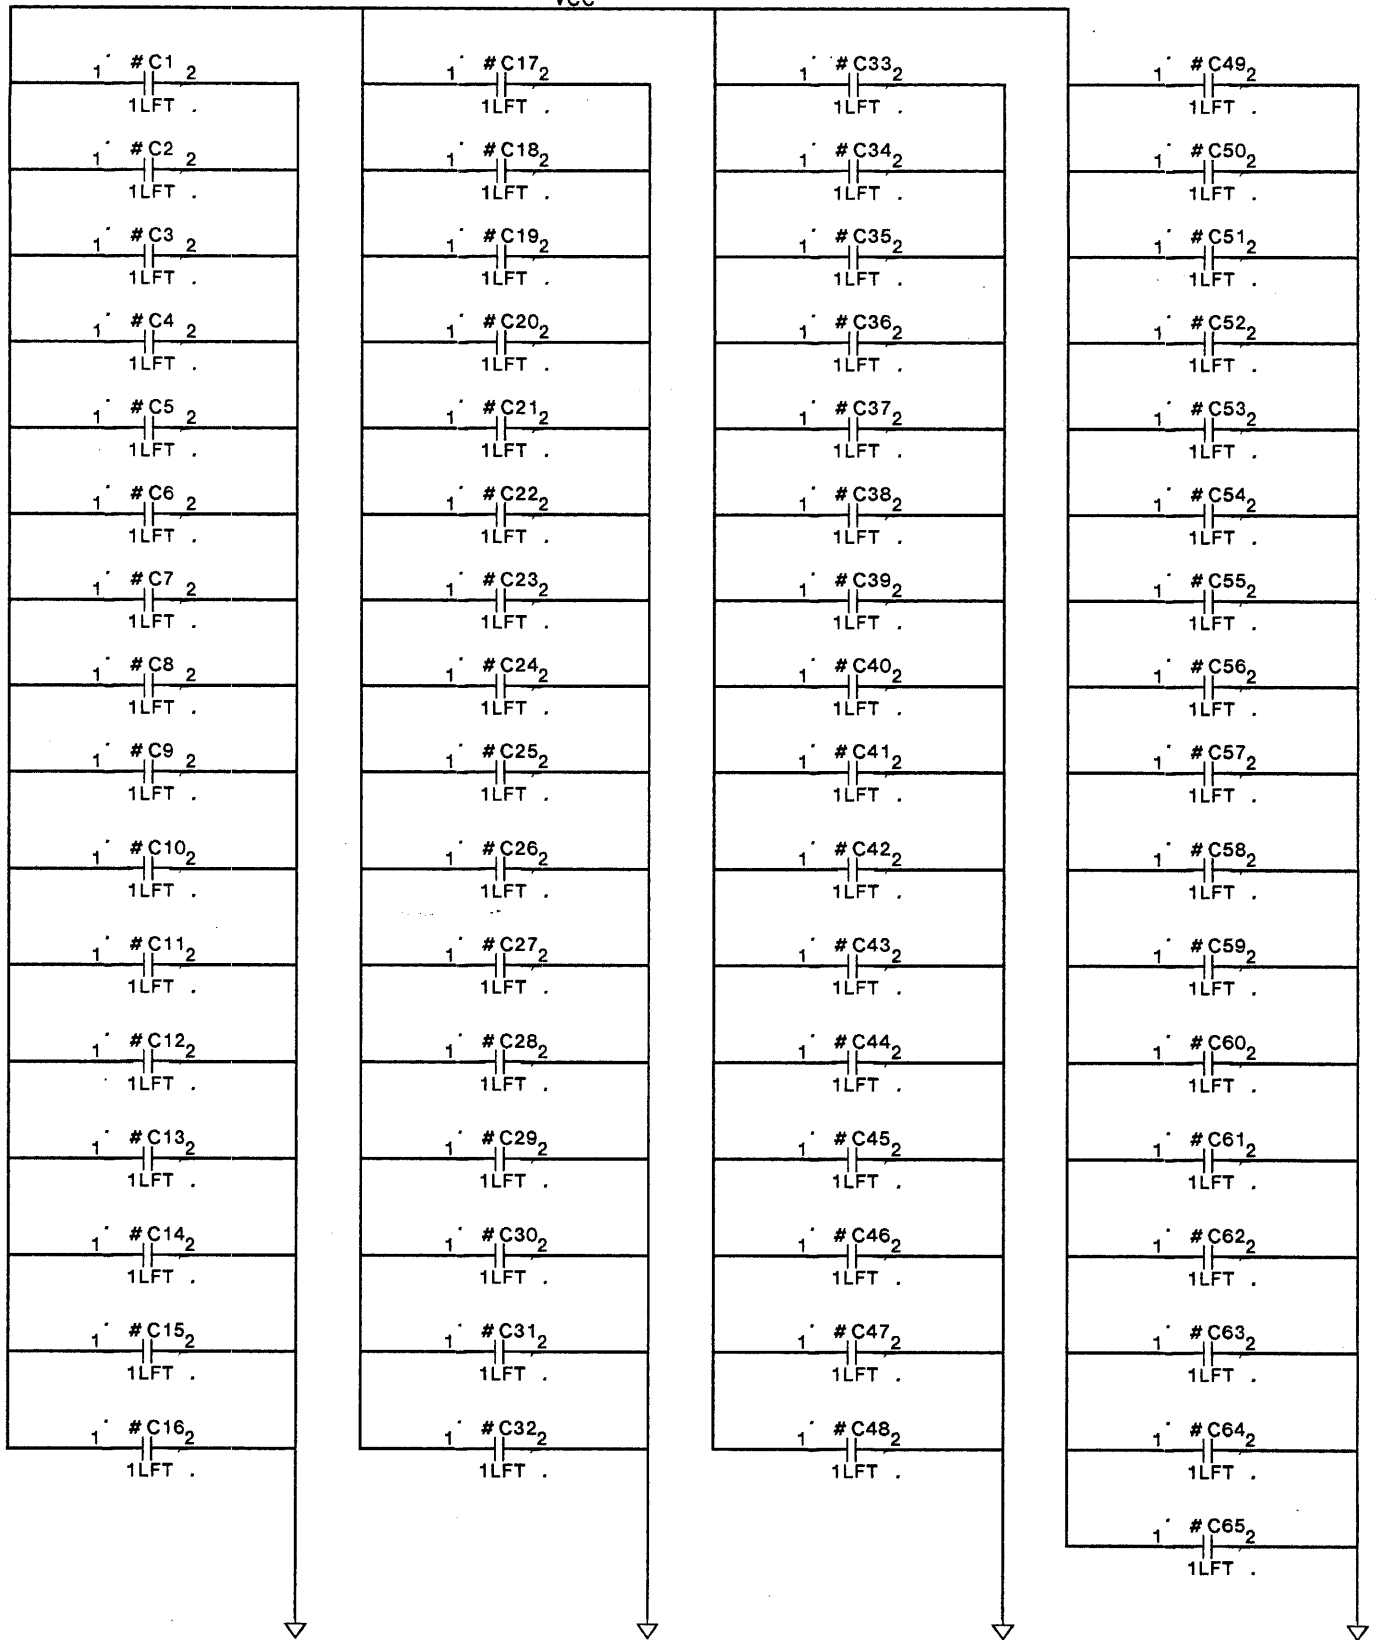 VCC
1 #C1 2 1 #C17 2 1 #C33 2 1 #C49 2
1LFT . 1LFT . 1LFT . 1LFT .
1 #C2 2 1 #C18 2 1 #C34 2 1 #C50 2
1LFT . 1LFT . 1LFT . 1LFT .
1 #C3 2 1 #C19 2 1 #C35 2 1 #C51 2
1LFT . 1LFT . 1LFT . 1LFT .
1 #C4 2 1 #C20 2 1 #C36 2 1 #C52 2
1LFT . 1LFT . 1LFT . 1LFT .
1 #C5 2 1 #C21 2 1 #C37 2 1 #C53 2
1LFT . 1LFT . 1LFT . 1LFT .
1 #C6 2 1 #C22 2 1 #C38 2 1 #C54 2
1LFT . 1LFT . 1LFT . 1LFT .
1 #C7 2 1 #C23 2 1 #C39 2 1 #C55 2
1LFT . 1LFT . 1LFT . 1LFT .
1 #C8 2 1 #C24 2 1 #C40 2 1 #C56 2
1LFT . 1LFT . 1LFT . 1LFT .
1 #C9 2 1 #C25 2 1 #C41 2 1 #C57 2
1LFT . 1LFT . 1LFT . 1LFT .
1 #C10 2 1 #C26 2 1 #C42 2 1 #C58 2
1LFT . 1LFT . 1LFT . 1LFT .
1 #C11 2 1 #C27 2 1 #C43 2 1 #C59 2
1LFT . 1LFT . 1LFT . 1LFT .
1 #C12 2 1 #C28 2 1 #C44 2 1 #C60 2
1LFT . 1LFT . 1LFT . 1LFT .
1 #C13 2 1 #C29 2 1 #C45 2 1 #C61 2
1LFT . 1LFT . 1LFT . 1LFT .
1 #C14 2 1 #C30 2 1 #C46 2 1 #C62 2
1LFT . 1LFT . 1LFT . 1LFT .
1 #C15 2 1 #C31 2 1 #C47 2 1 #C63 2
1LFT . 1LFT . 1LFT . 1LFT .
1 #C16 2 1 #C32 2 1 #C48 2 1 #C64 2
1LFT . 1LFT . 1LFT . 1LFT .
1 #C65 2
1LFT .